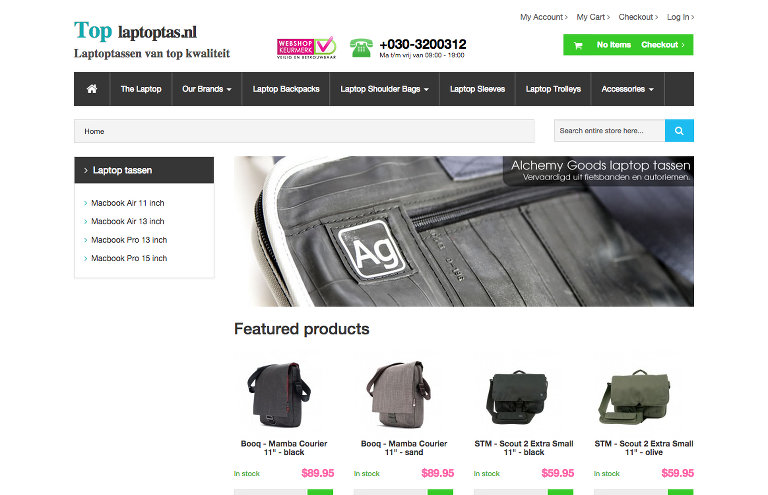 My Account › My Cart › Checkout › Log In ›
Top laptoptas.nl
Laptoptassen van top kwaliteit
WEBSHOP
KEURMERK
VEILIG EN BETROUWBAAR
+030-3200312
Ma t/m vrij van 09:00 - 19:00
No Items Checkout ›
The Laptop Our Brands Laptop Backpacks Laptop Shoulder Bags Laptop Sleeves Laptop Trolleys Accessories
Home
Search entire store here...
› Laptop tassen
› Macbook Air 11 inch
› Macbook Air 13 inch
› Macbook Pro 13 inch
› Macbook Pro 15 inch
Alchemy Goods laptop tassen
Vervaardigd uit fietsbanden en autoriemen.
Ag
Featured products
Booq - Mamba Courier 11" - black
In stock $89.95
Booq - Mamba Courier 11" - sand
In stock $89.95
STM - Scout 2 Extra Small 11" - black
In stock $59.95
STM - Scout 2 Extra Small 11" - olive
In stock $59.95